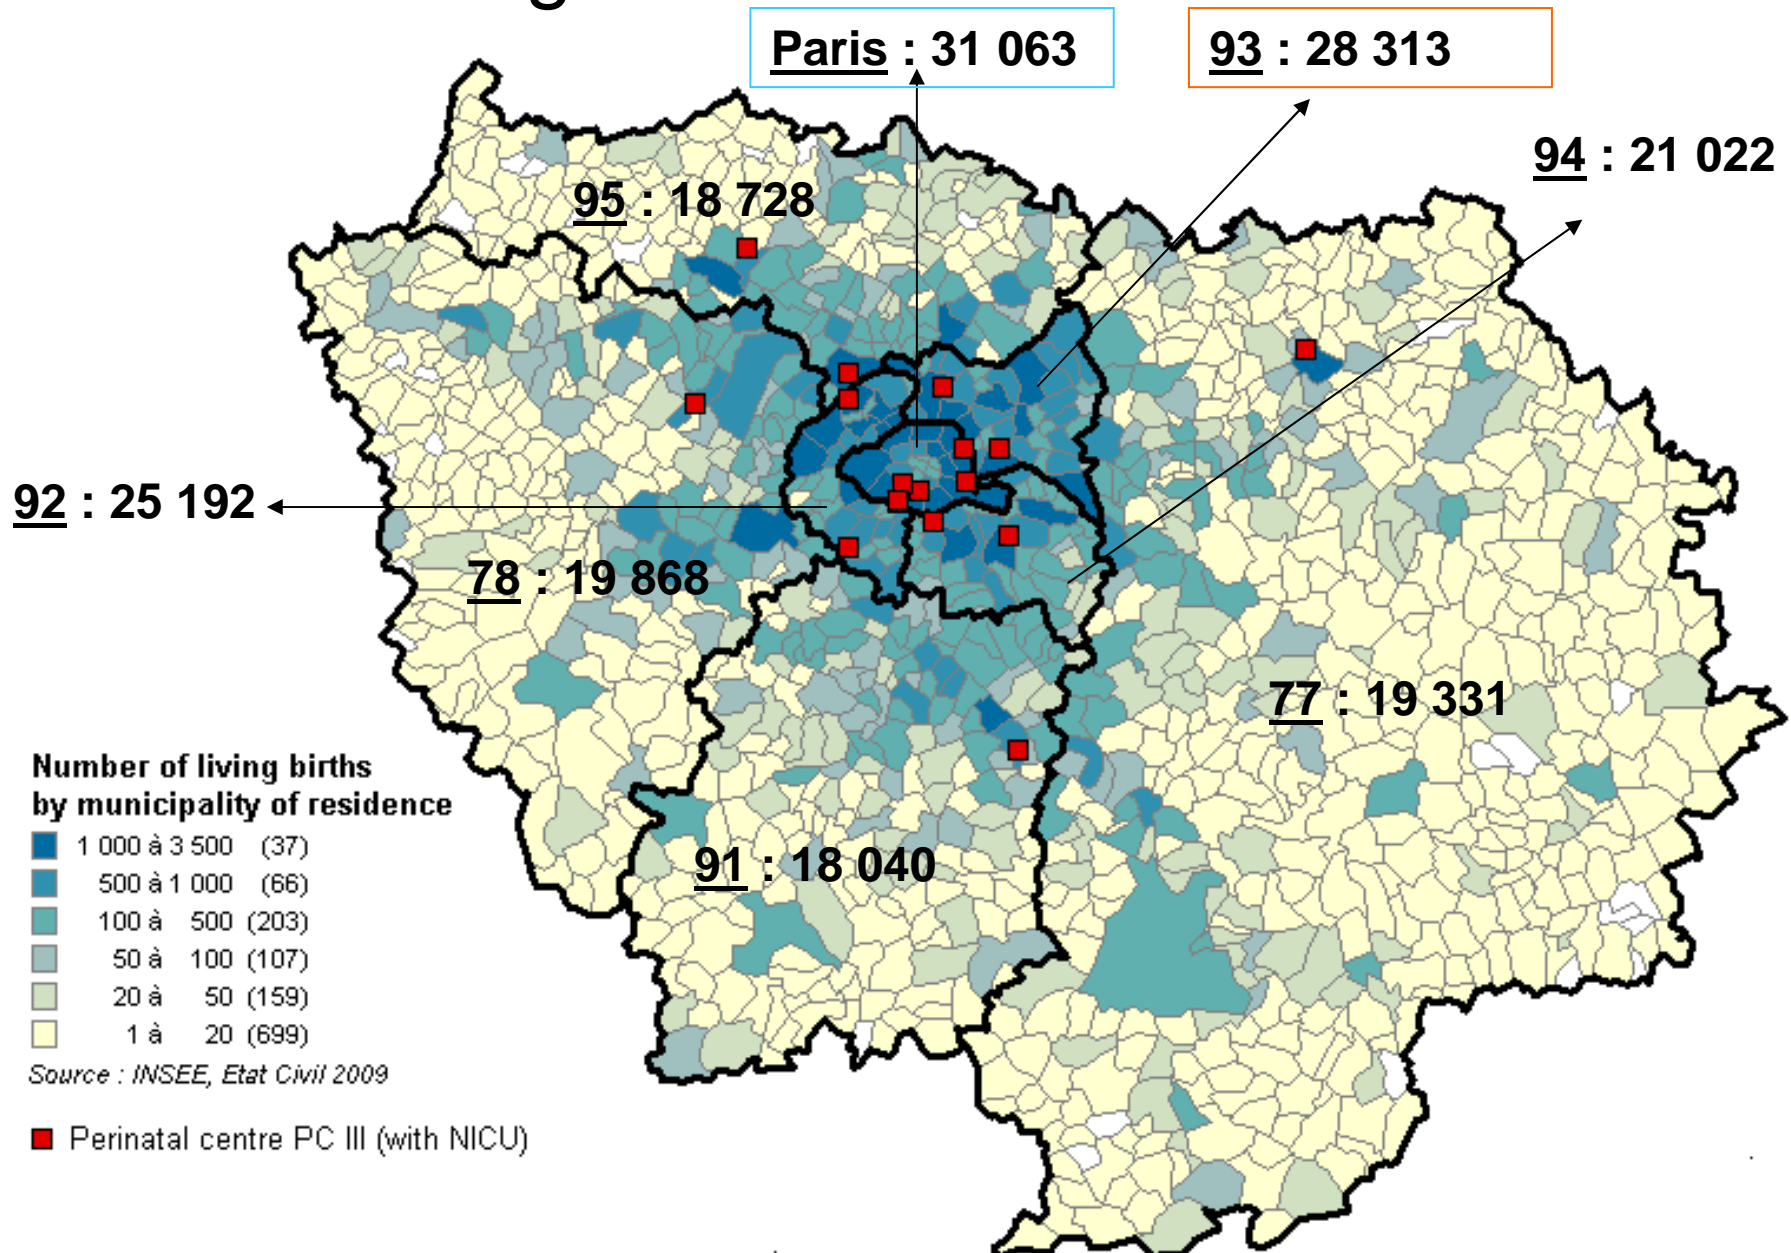 Paris : 31 063
93 : 28 313
94 : 21 022
95 : 18 728
92 : 25 192
78 : 19 868
77 : 19 331
91 : 18 040
Number of living births
by municipality of residence
1 000 à 3 500 (37)
500 à 1 000 (66)
100 à 500 (203)
50 à 100 (107)
20 à 50 (159)
1 à 20 (699)
Source : INSEE, Etat Civil 2009
Perinatal centre PC III (with NICU)